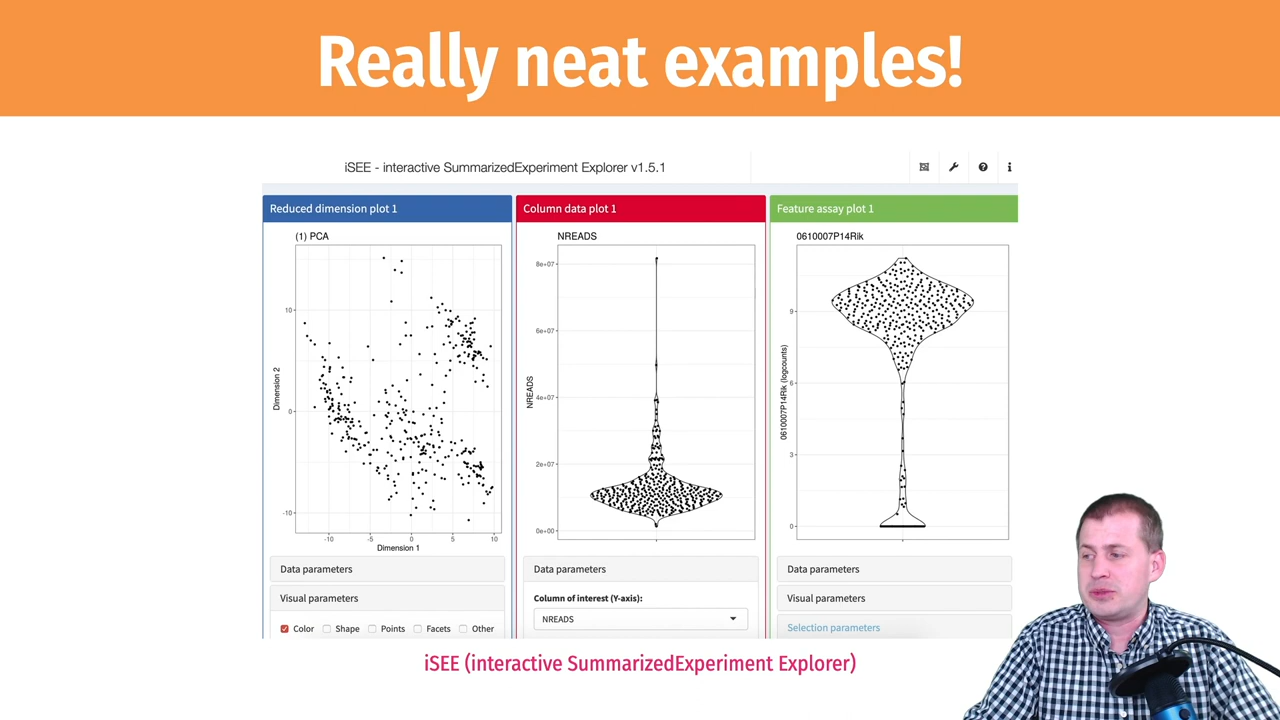 Really neat examples!
iSEE - interactive SummarizedExperiment Explorer v1.5.1
Reduced dimension plot 1
Column data plot 1
Feature assay plot 1
(1) PCA
NREADS
0610007P14Rik
10
0
-10
Dimension 2
-10
-5
0
5
10
Dimension 1
8e+07
6e+07
4e+07
2e+07
0e+00
NREADS
9
6
3
0
0610007P14Rik (logcounts)
Data parameters
Data parameters
Data parameters
Visual parameters
Column of interest (Y-axis):
Visual parameters
Color
Shape
Points
Facets
Other
NREADS
Selection parameters
iSEE (interactive SummarizedExperiment Explorer)